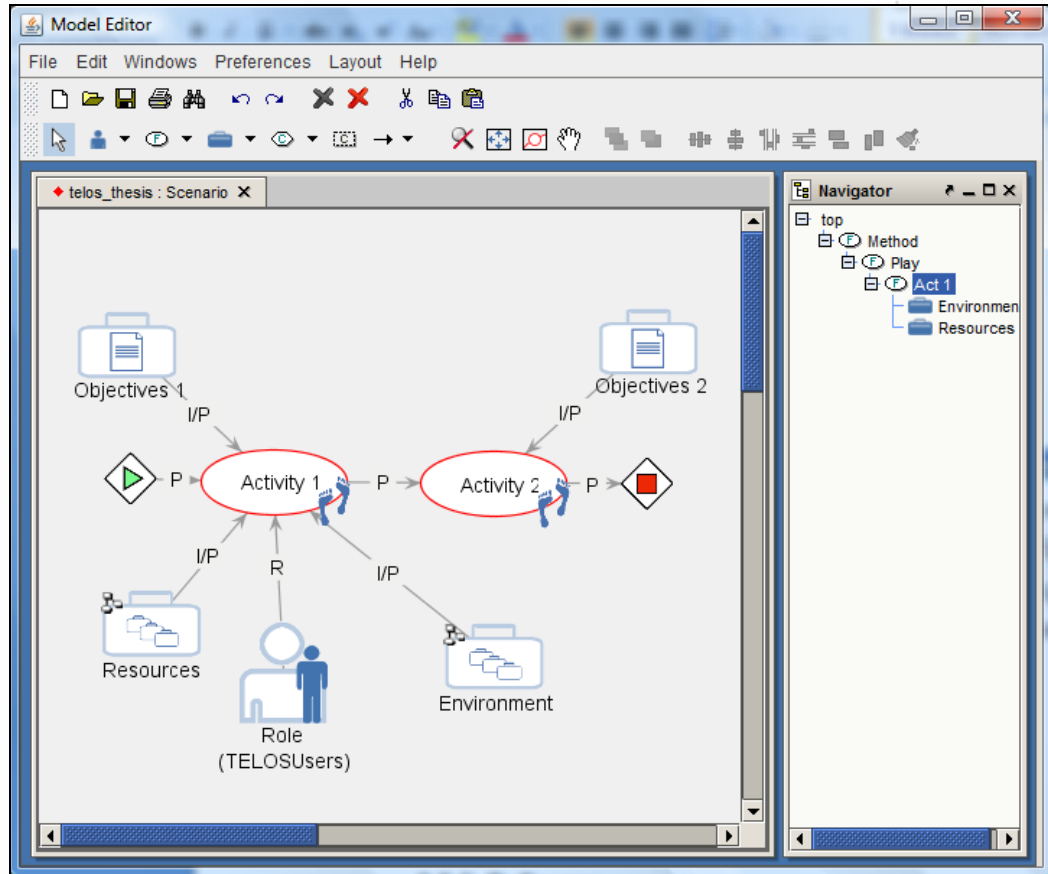 Model Editor
File Edit Windows Preferences Layout Help
F
C
C
telos_thesis : Scenario
Navigator
top
F Method
F Play
F Act 1
Environmen
Resources
Objectives 1
Objectives 2
I/P
I/P
P
Activity 1
P
Activity 2
P
I/P
R
I/P
Resources
Environment
Role
(TELOSUsers)